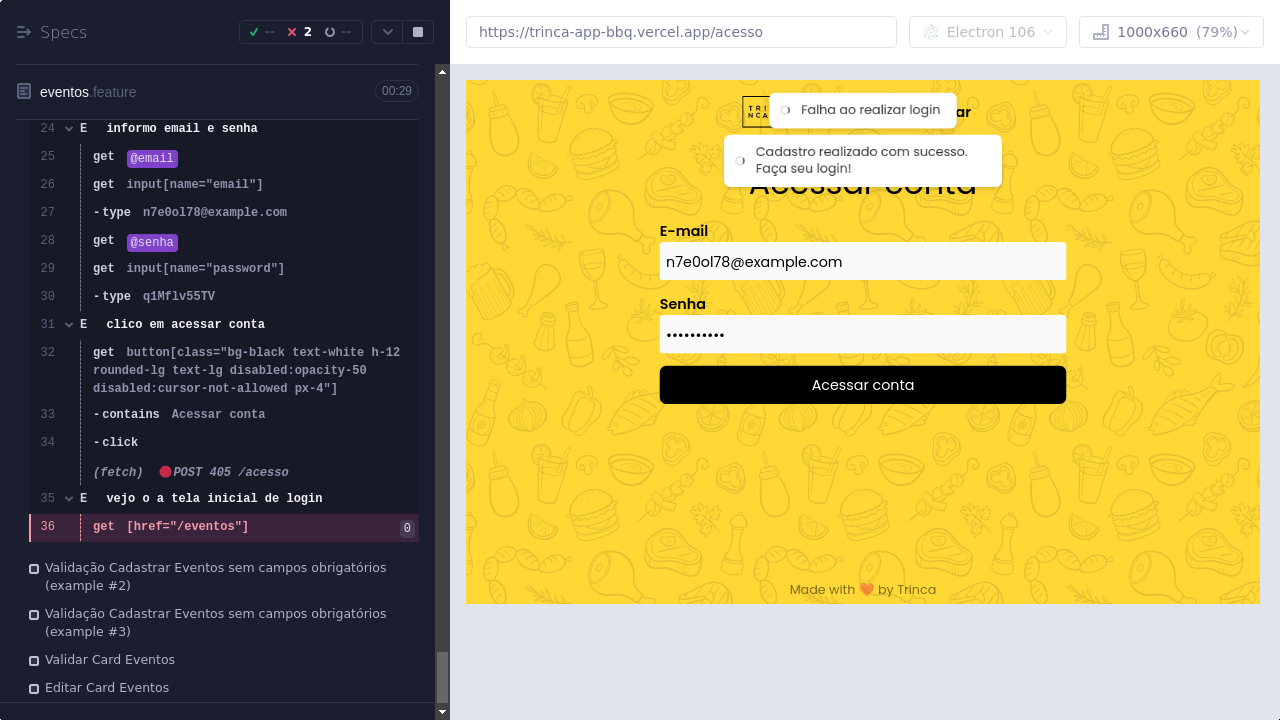 Specs
--
2
--
https://trinca-app-bbq.vercel.app/acesso
Electron 106
1000x660 (79%)
eventos.feature
00:29
24 E informo email e senha
25 get @email
26 get input[name="email"]
27 -type n7e0ol78@example.com
28 get @senha
29 get input[name="password"]
30 -type q1Mflv55TV
31 E clico em acessar conta
32 get button[class="bg-black text-white h-12
rounded-lg text-lg disabled:opacity-50
disabled:cursor-not-allowed px-4"]
33 -contains Acessar conta
34 -click
(fetch) POST 405 /acesso
35 E vejo o a tela inicial de login
36 get [href="/eventos"] 0
Validação Cadastrar Eventos sem campos obrigatórios
(example #2)
Validação Cadastrar Eventos sem campos obrigatórios
(example #3)
Validar Card Eventos
Editar Card Eventos
TRI
NCA
Falha ao realizar login
ar
Cadastro realizado com sucesso.
Faça seu login!
Acessar conta
E-mail
n7e0ol78@example.com
Senha
••••••••••
Acessar conta
Made with ❤️ by Trinca